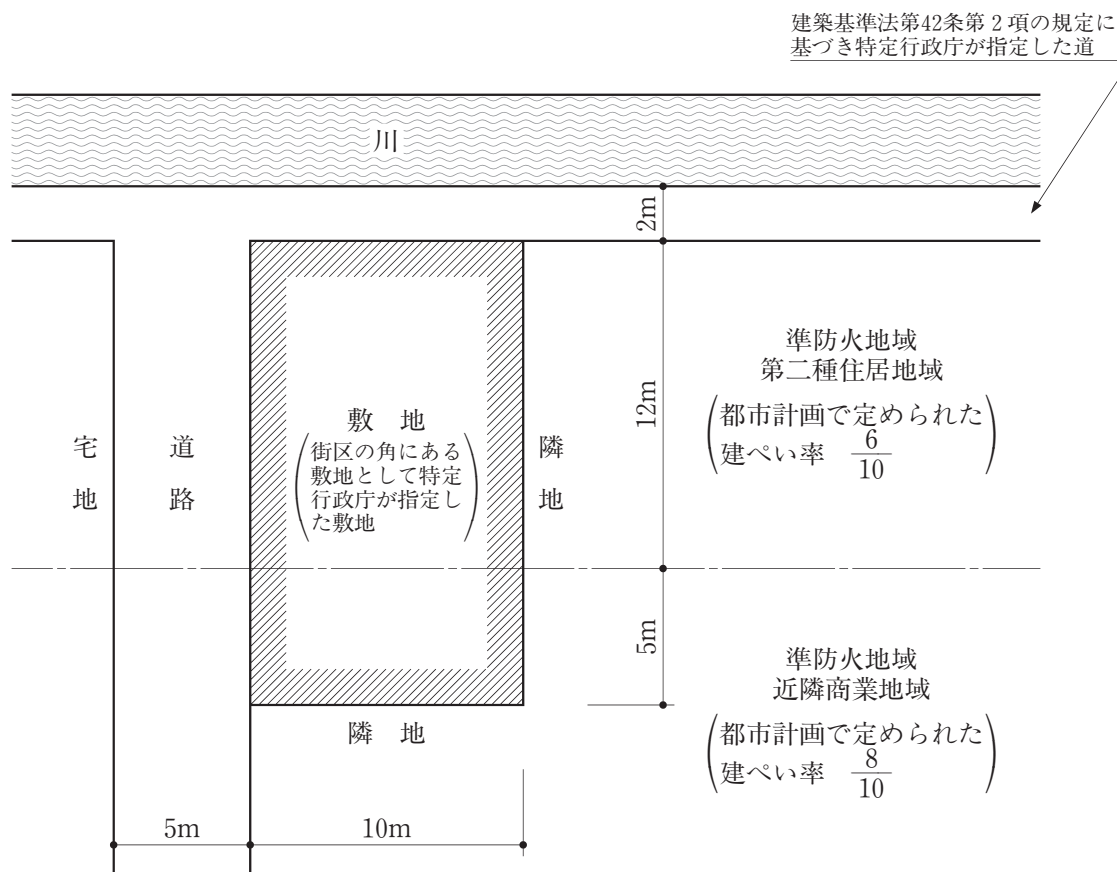 建築基準法第42条第2項の規定に
基づき特定行政庁が指定した道
川
2m
12m
5m
宅地
道路
敷 地
街区の角にある
敷地として特定
行政庁が指定し
た敷地
隣地
準防火地域
第二種住居地域
都市計画で定められた
建ぺい率 6/10
準防火地域
近隣商業地域
都市計画で定められた
建ぺい率 8/10
隣 地
5m
10m